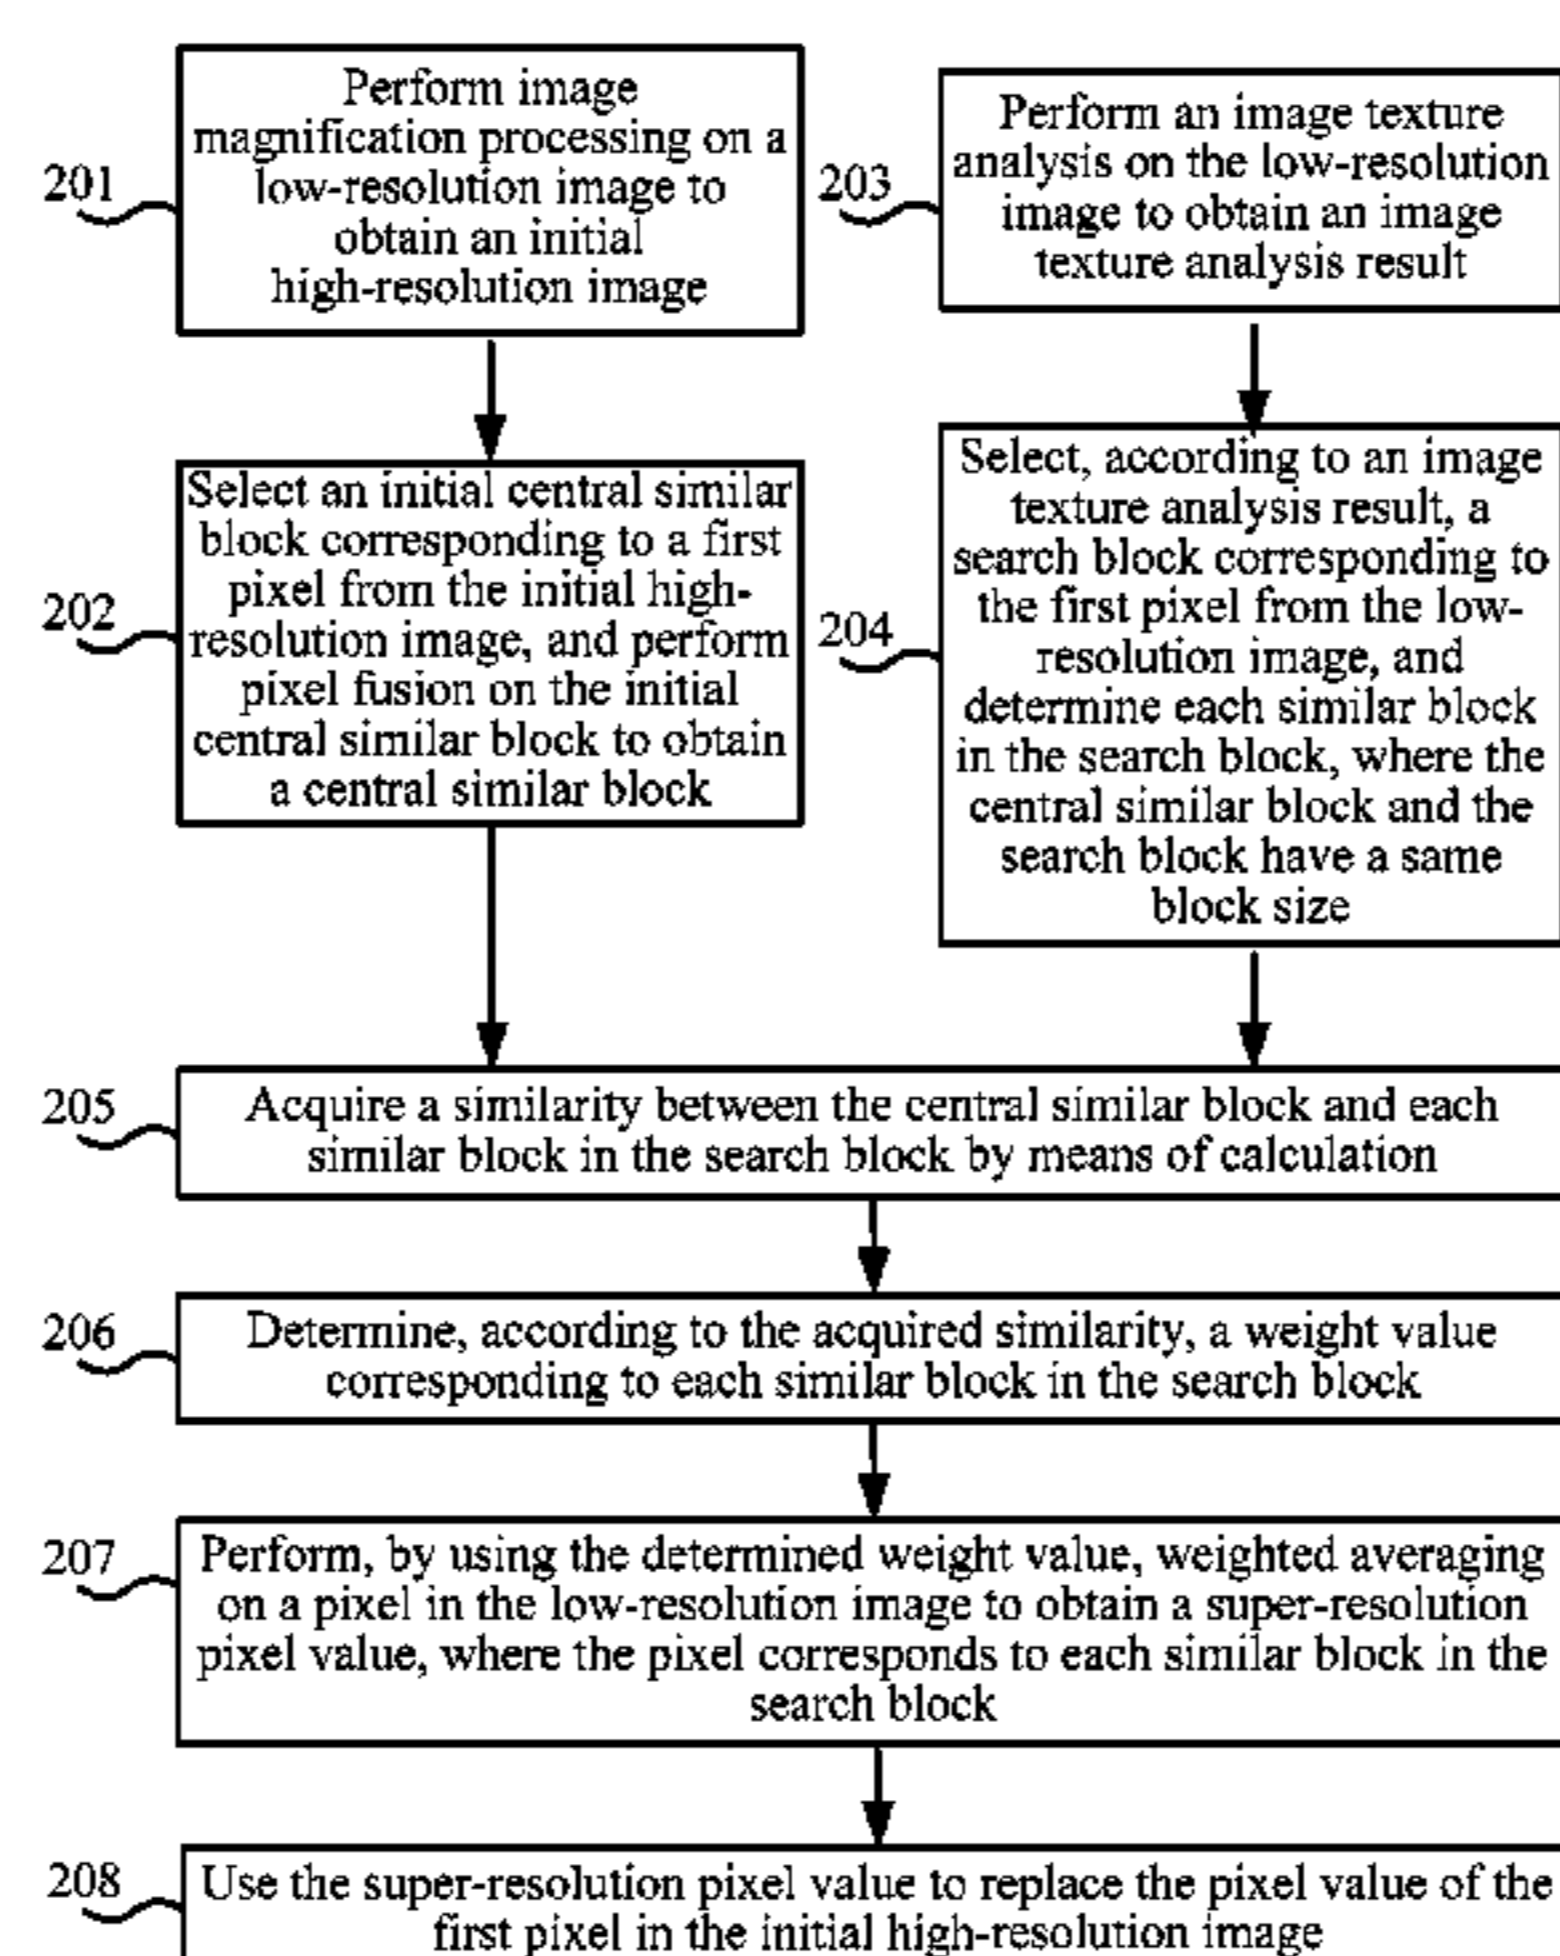 201
Perform image
magnification processing on a
low-resolution image to
obtain an initial
high-resolution image
203
Perform an image texture
analysis on the low-resolution
image to obtain an image
texture analysis result
202
Select an initial central similar
block corresponding to a first
pixel from the initial high-
resolution image, and perform
pixel fusion on the initial
central similar block to obtain
a central similar block
204
Select, according to an image
texture analysis result, a
search block corresponding to
the first pixel from the low-
resolution image, and
determine each similar block
in the search block, where the
central similar block and the
search block have a same
block size
205
Acquire a similarity between the central similar block and each
similar block in the search block by means of calculation
206
Determine, according to the acquired similarity, a weight value
corresponding to each similar block in the search block
207
Perform, by using the determined weight value, weighted averaging
on a pixel in the low-resolution image to obtain a super-resolution
pixel value, where the pixel corresponds to each similar block in the
search block
208
Use the super-resolution pixel value to replace the pixel value of the
first pixel in the initial high-resolution image